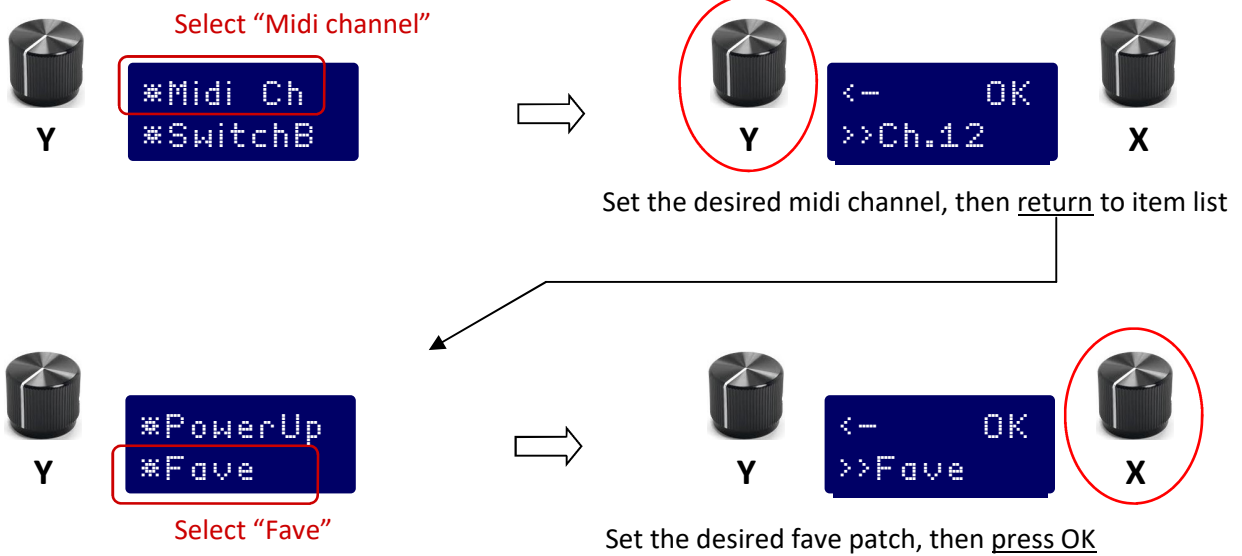 Select “Midi channel”
Y
*Midi Ch
*SwitchB
Y
<- OK
>>Ch.12
X
Set the desired midi channel, then return to item list
Y
*PowerUp
*Fave
Select “Fave”
Y
<- OK
>>Fave
X
Set the desired fave patch, then press OK